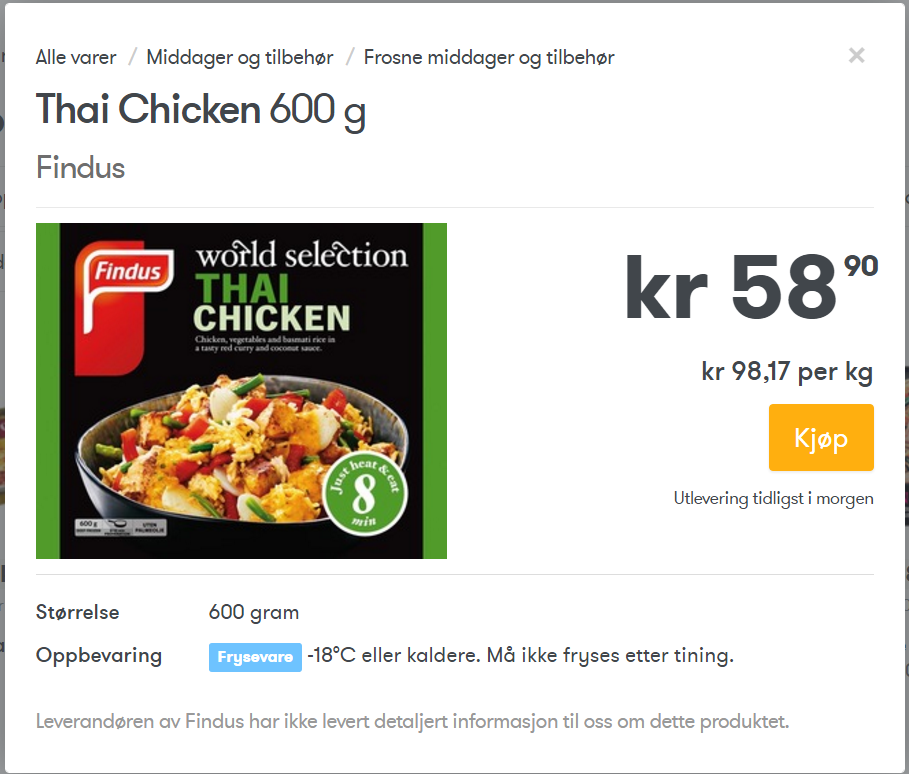 Alle varer / Middager og tilbehør / Frosne middager og tilbehør ×
Thai Chicken 600 g
Findus
Findus
world selection
THAI
CHICKEN
Chicken, vegetables and basmati rice in
a tasty red curry and coconut sauce.
Just heat & eat
8
min
600 g
UTEN
PALMEOLJE
kr 58 90
kr 98,17 per kg
Kjøp
Utlevering tidligst i morgen
Størrelse 600 gram
Oppbevaring Frysevare -18°C eller kaldere. Må ikke fryses etter tining.
Leverandøren av Findus har ikke levert detaljert informasjon til oss om dette produktet.